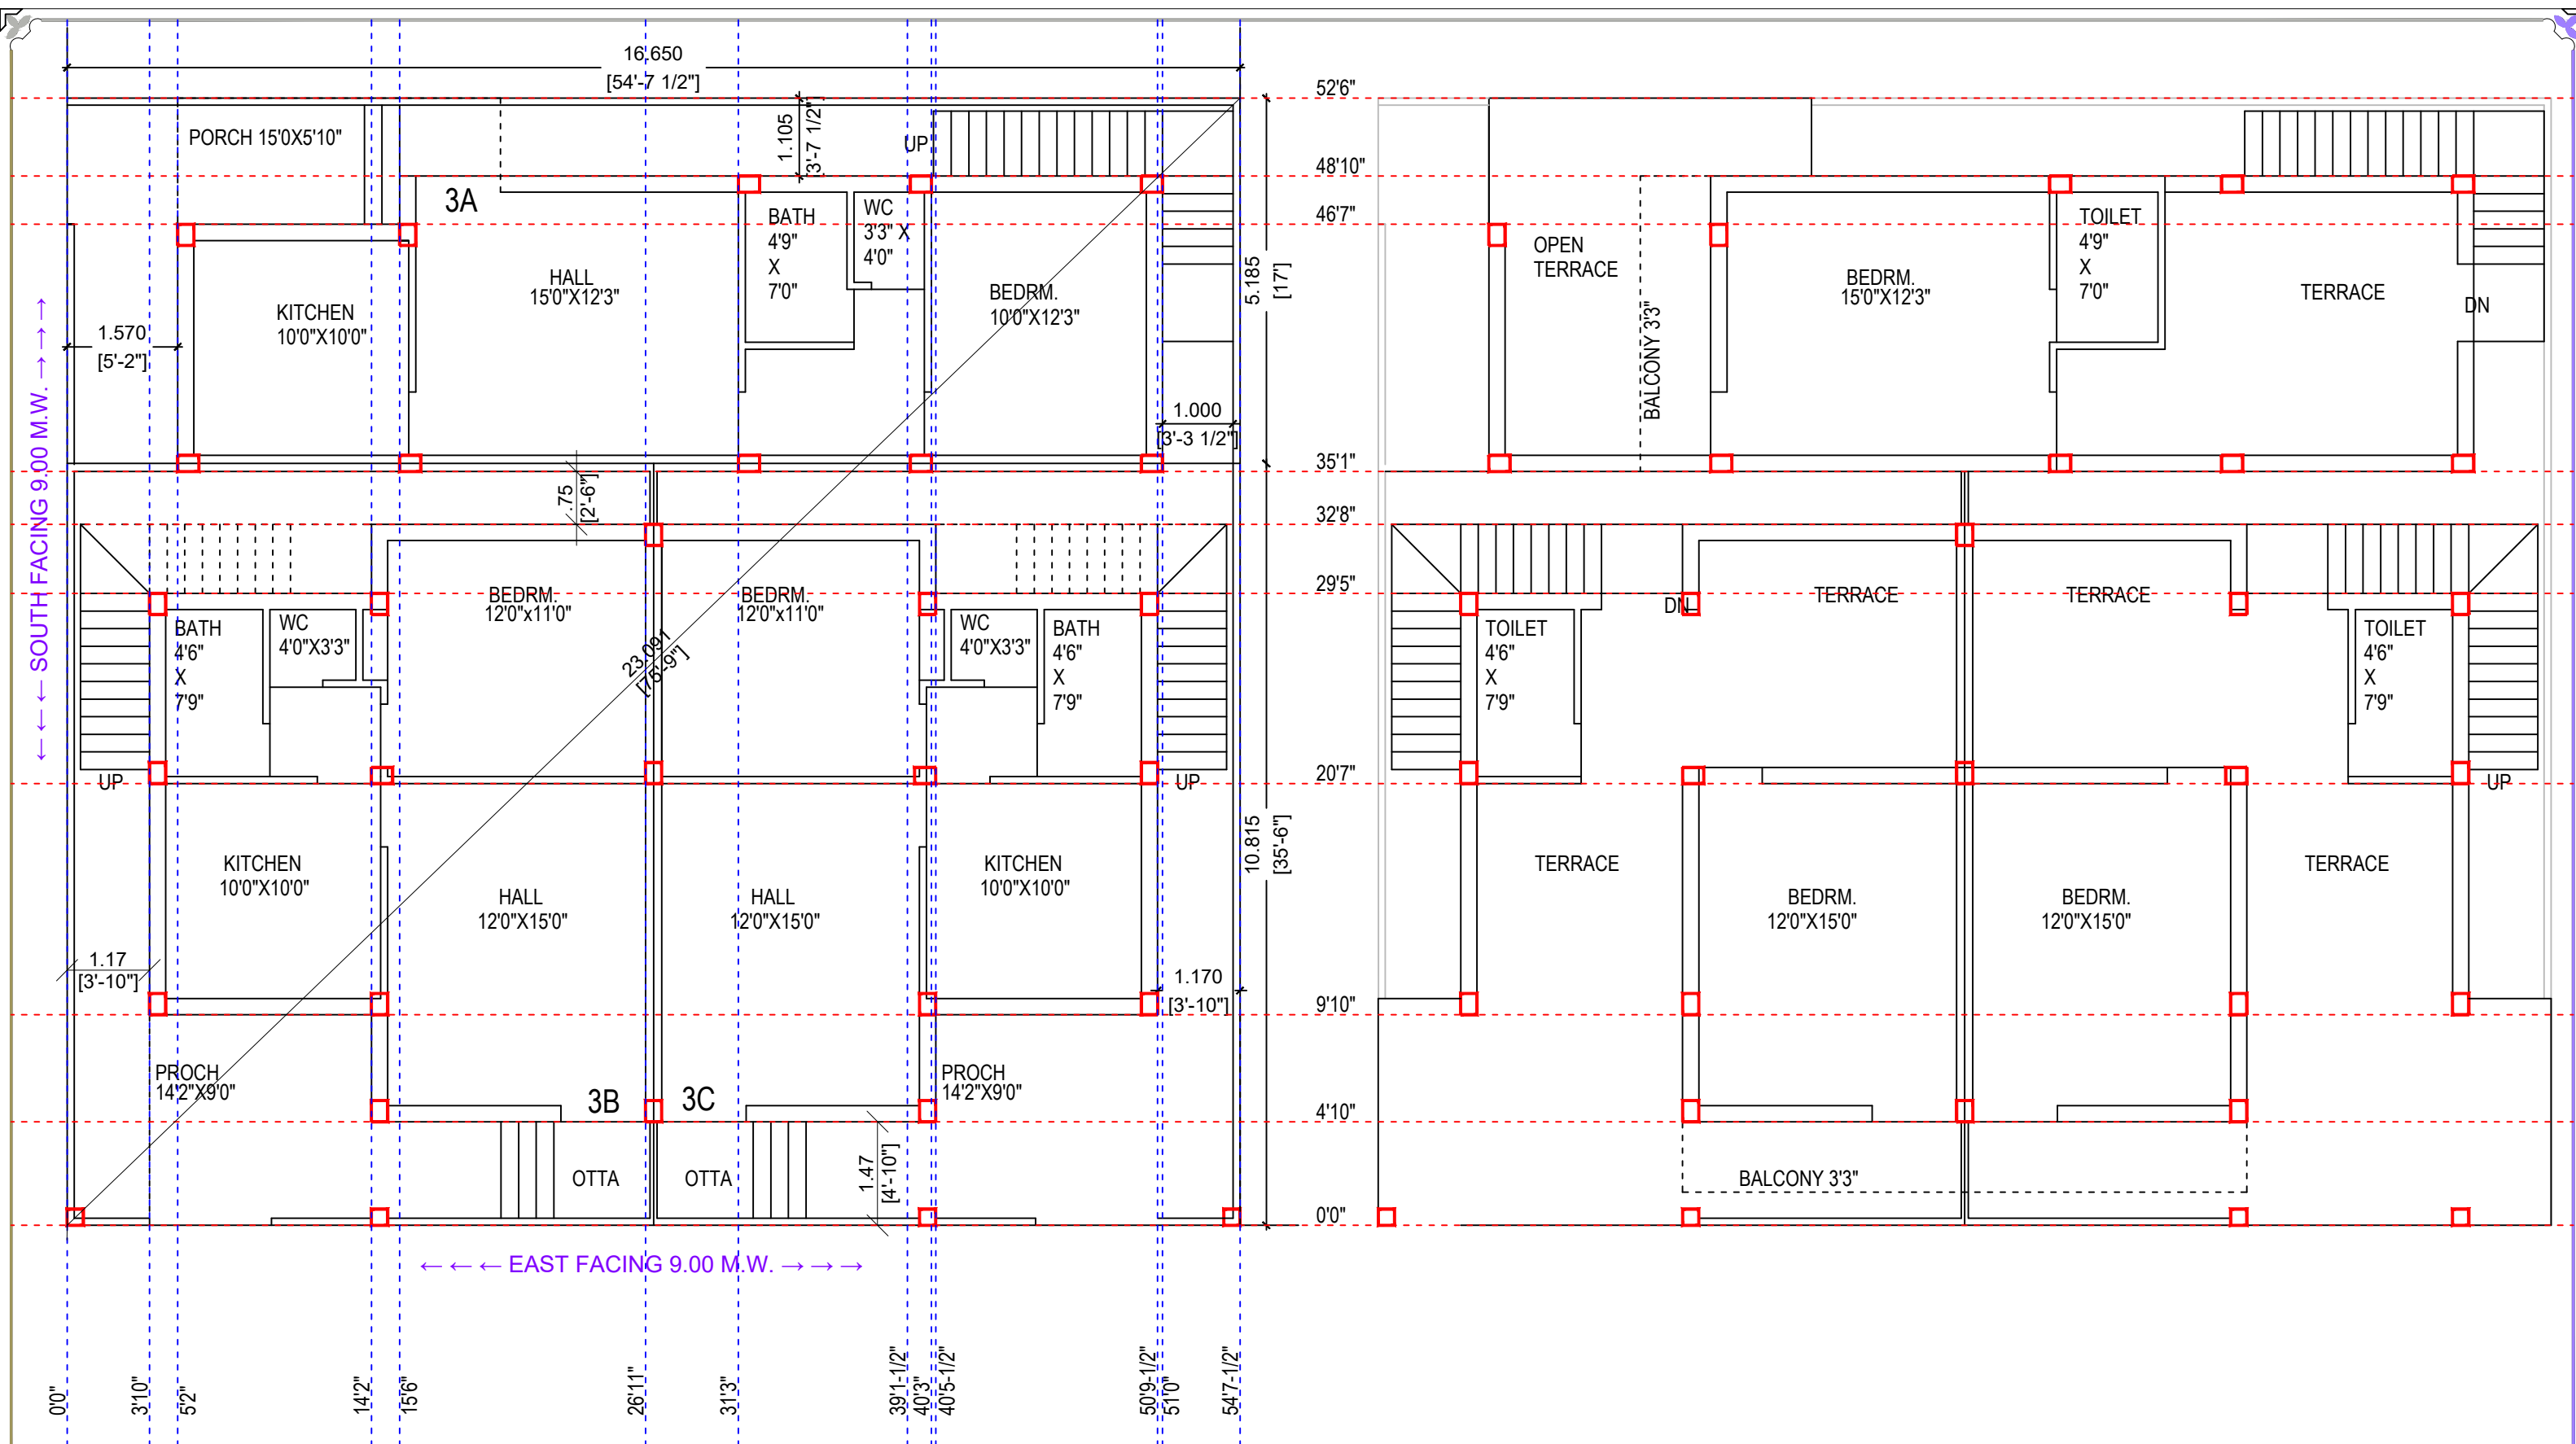 16.650
[54'-7 1/2"]
52'6"
PORCH 15'0X5'10"
1.105
[3'-7 1/2"]
UP
48'10"
3A
BATH
4'9"
X
7'0"
WC
3'3" X
4'0"
46'7"
HALL
15'0"X12'3"
KITCHEN
10'0"X10'0"
BEDRM.
10'0"X12'3"
5.185
[17']
1.570
[5'-2"]
1.000
[3'-3 1/2"]
OPEN
TERRACE
BALCONY 3'3"
BEDRM.
15'0"X12'3"
TOILET
4'9"
X
7'0"
TERRACE
DN
← ← ← SOUTH FACING 9.00 M.W. → → → →
35'1"
.75
[2'-6"]
32'8"
29'5"
BEDRM.
12'0"x11'0"
BEDRM.
12'0"x11'0"
BATH
4'6"
X
7'9"
WC
4'0"X3'3"
WC
4'0"X3'3"
BATH
4'6"
X
7'9"
23.091
[75'-9"]
UP
UP
DN
TERRACE
TERRACE
TOILET
4'6"
X
7'9"
TOILET
4'6"
X
7'9"
20'7"
UP
KITCHEN
10'0"X10'0"
HALL
12'0"X15'0"
HALL
12'0"X15'0"
KITCHEN
10'0"X10'0"
10.815
[35'-6"]
TERRACE
BEDRM.
12'0"X15'0"
BEDRM.
12'0"X15'0"
TERRACE
1.17
[3'-10"]
1.170
[3'-10"]
9'10"
PROCH
14'2"X9'0"
3B
3C
PROCH
14'2"X9'0"
4'10"
OTTA
OTTA
1.47
[4'-10"]
BALCONY 3'3"
0'0"
← ← ← EAST FACING 9.00 M.W. → → →
0'0"
3'10"
5'2"
14'2"
15'6"
26'11"
31'3"
39'1-1/2"
40'3"
40'5-1/2"
50'9-1/2"
51'0"
54'7-1/2"